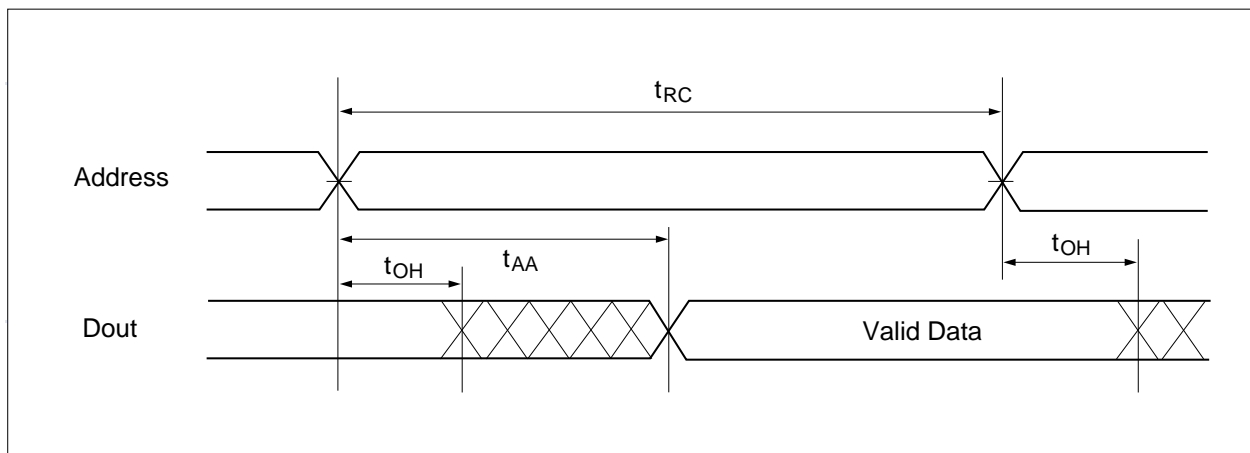 tRC
Address
tOH
tAA
tOH
Dout
Valid Data